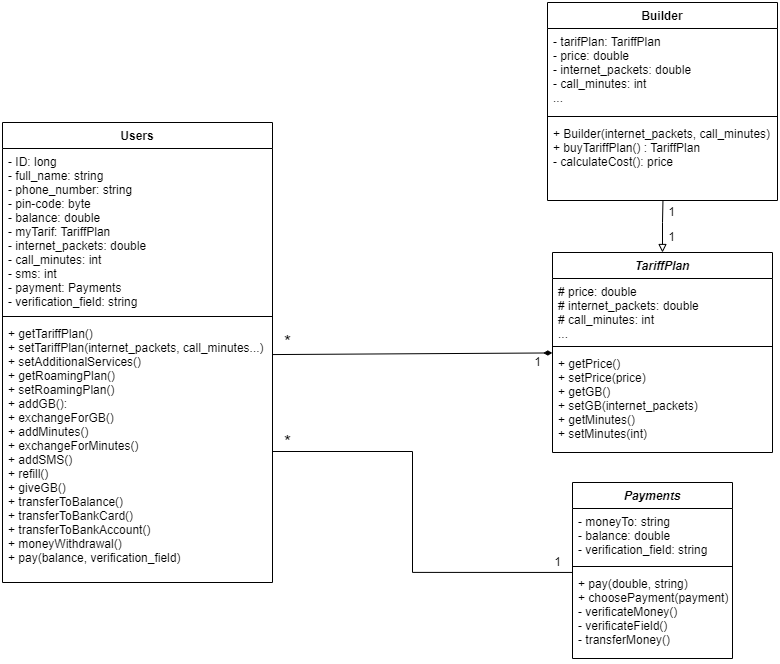 Builder
- tarifPlan: TariffPlan
- price: double
- internet_packets: double
- call_minutes: int
...
+ Builder(internet_packets, call_minutes)
+ buyTariffPlan() : TariffPlan
- calculateCost(): price
Users
- ID: long
- full_name: string
- phone_number: string
- pin-code: byte
- balance: double
- myTarif: TariffPlan
- internet_packets: double
- call_minutes: int
- sms: int
- payment: Payments
- verification_field: string
+ getTariffPlan()
+ setTariffPlan(internet_packets, call_minutes...)
+ setAdditionalServices()
+ getRoamingPlan()
+ setRoamingPlan()
+ addGB():
+ exchangeForGB()
+ addMinutes()
+ exchangeForMinutes()
+ addSMS()
+ refill()
+ giveGB()
+ transferToBalance()
+ transferToBankCard()
+ transferToBankAccount()
+ moneyWithdrawal()
+ pay(balance, verification_field)
1
1
TariffPlan
# price: double
# internet_packets: double
# call_minutes: int
...
+ getPrice()
+ setPrice(price)
+ getGB()
+ setGB(internet_packets)
+ getMinutes()
+ setMinutes(int)
*
1
*
1
Payments
- moneyTo: string
- balance: double
- verification_field: string
+ pay(double, string)
+ choosePayment(payment)
- verificateMoney()
- verificateField()
- transferMoney()